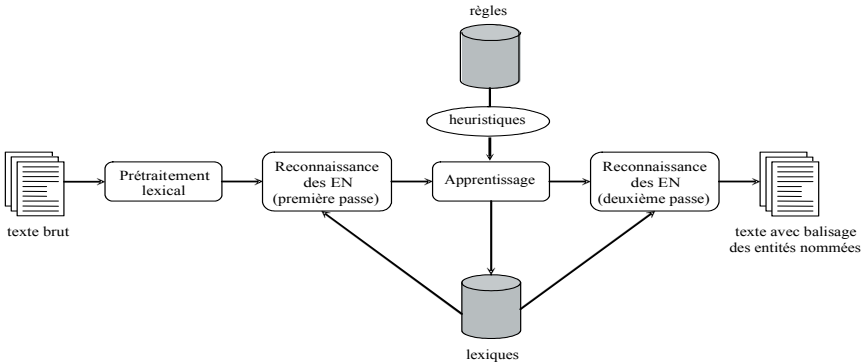 règles
heuristiques
Prétraitement
lexical
Reconnaissance
des EN
(première passe)
Apprentissage
Reconnaissance
des EN
(deuxième passe)
texte brut
texte avec balisage
des entités nommées
lexiques